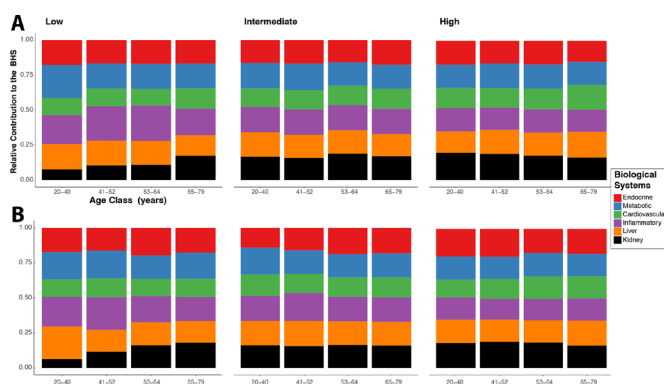 A
Low
Intermediate
High
Relative Contribution to the BHS
1.00
0.75
0.50
0.25
0.00
20–40 41–52 53–64 65–79
20–40 41–52 53–64 65–79
20–40 41–52 53–64 65–79
Age Class (years)
Biological
Systems
Endocrine
Metabolic
Cardiovascula
Inflammatory
Liver
Kidney
B
1.00
0.75
0.50
0.25
0.00
20–40 41–52 53–64 65–79
20–40 41–52 53–64 65–79
20–40 41–52 53–64 65–79